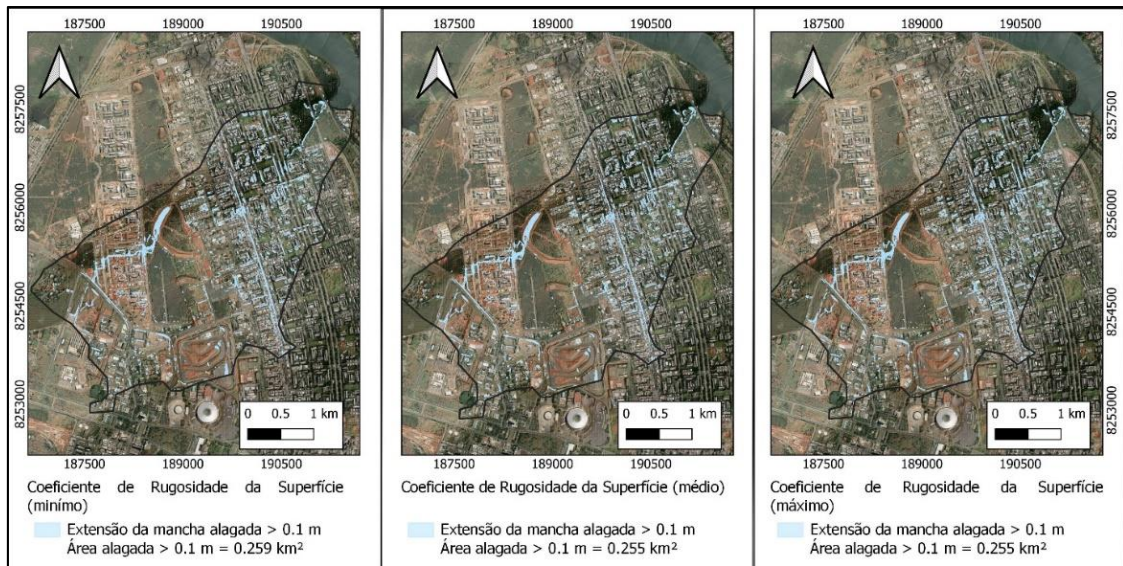 187500 189000 190500
187500 189000 190500
187500 189000 190500
8257500
8256000
8254500
8253000
8257500
8256000
8254500
8253000
0 0.5 1 km
0 0.5 1 km
0 0.5 1 km
187500 189000 190500
187500 189000 190500
187500 189000 190500
Coeficiente de Rugosidade da Superfície
(minímo)
Extensão da mancha alagada > 0.1 m
Área alagada > 0.1 m = 0.259 km²
Coeficiente de Rugosidade da Superfície (médio)
Extensão da mancha alagada > 0.1 m
Área alagada > 0.1 m = 0.255 km²
Coeficiente de Rugosidade da Superfície
(máximo)
Extensão da mancha alagada > 0.1 m
Área alagada > 0.1 m = 0.255 km²